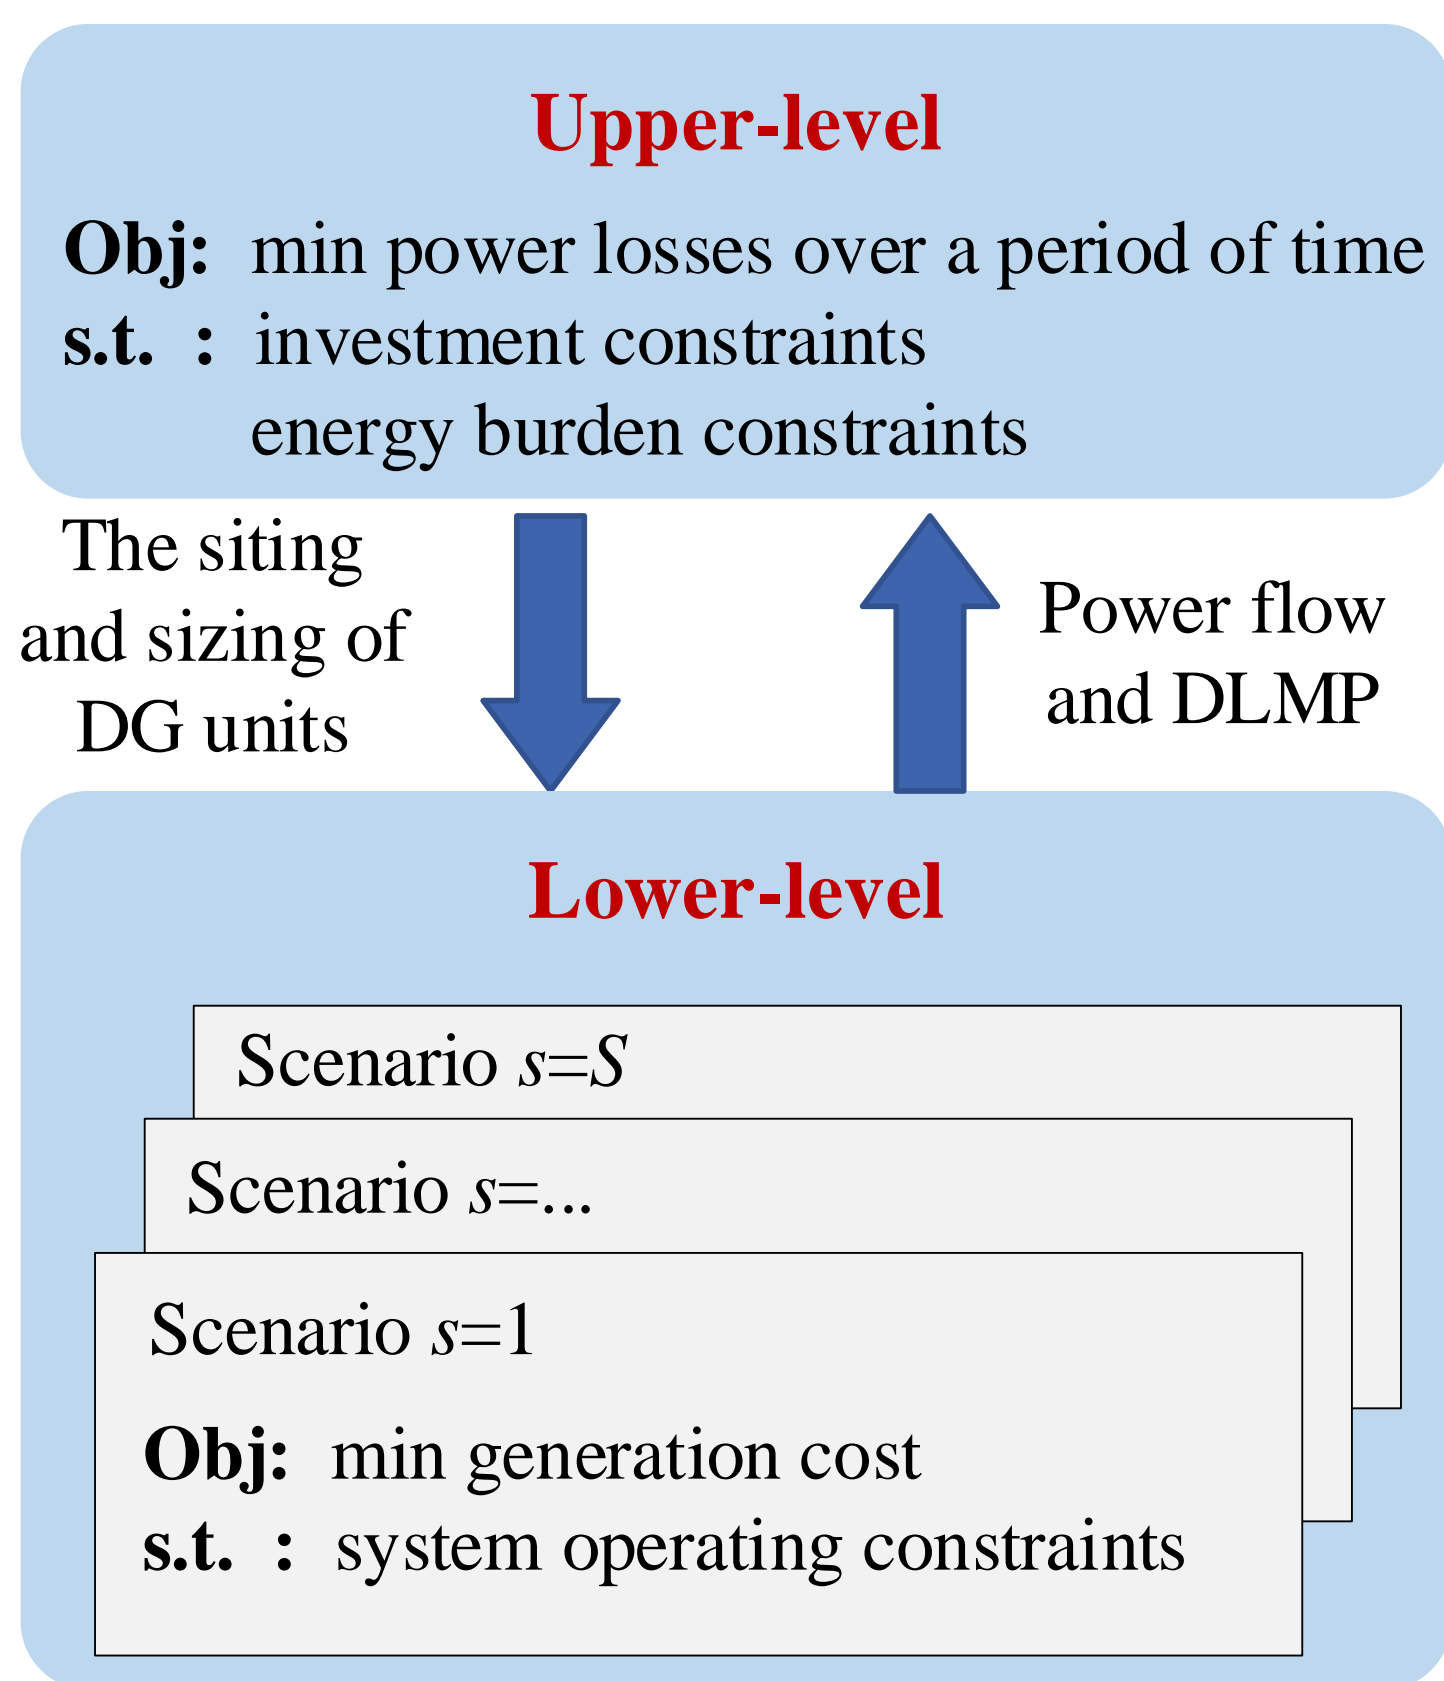 Upper-level
Obj: min power losses over a period of time
s.t. : investment constraints
energy burden constraints
The siting
and sizing of
DG units
Power flow
and DLMP
Lower-level
Scenario s=S
Scenario s=...
Scenario s=1
Obj: min generation cost
s.t. : system operating constraints